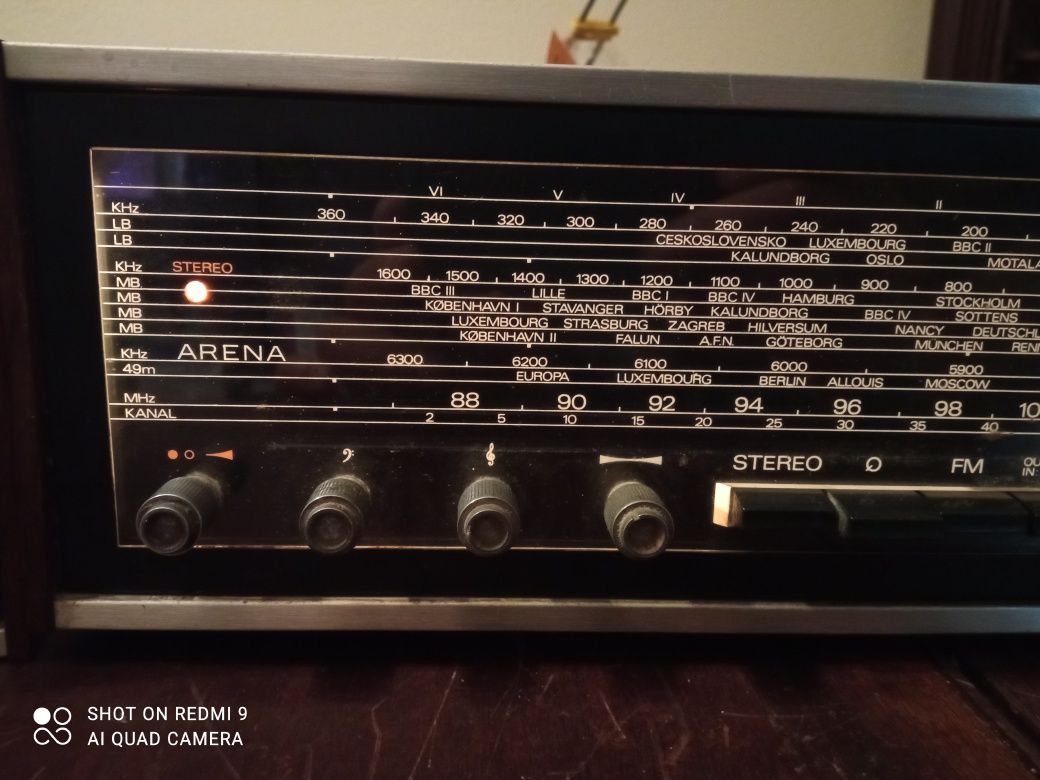 VI V IV III II
KHz 360 340 320 300 280 260 240 220 200
LB CESKOSLOVENSKO LUXEMBOURG BBC II
LB KALUNDBORG OSLO MOTALA
STEREO
KHz 1600 1500 1400 1300 1200 1100 1000 900 800
MB BBC III LILLE BBC I BBC IV HAMBURG STOCKHOLM
MB KØBENHAVN I STAVANGER HÖRBY KALUNDBORG BBC IV SOTTENS
MB LUXEMBOURG STRASBURG ZAGREB HILVERSUM NANCY DEUTSCHL
MB KØBENHAVN II FALUN A.F.N. GÖTEBORG MÜNCHEN RENN
ARENA
KHz 6300 6200 6100 6000 5900
49m EUROPA LUXEMBOURG BERLIN ALLOUIS MOSCOW
MHz 88 90 92 94 96 98 10
KANAL 2 5 10 15 20 25 30 35 40
STEREO FM OU
IN:
SHOT ON REDMI 9
AI QUAD CAMERA